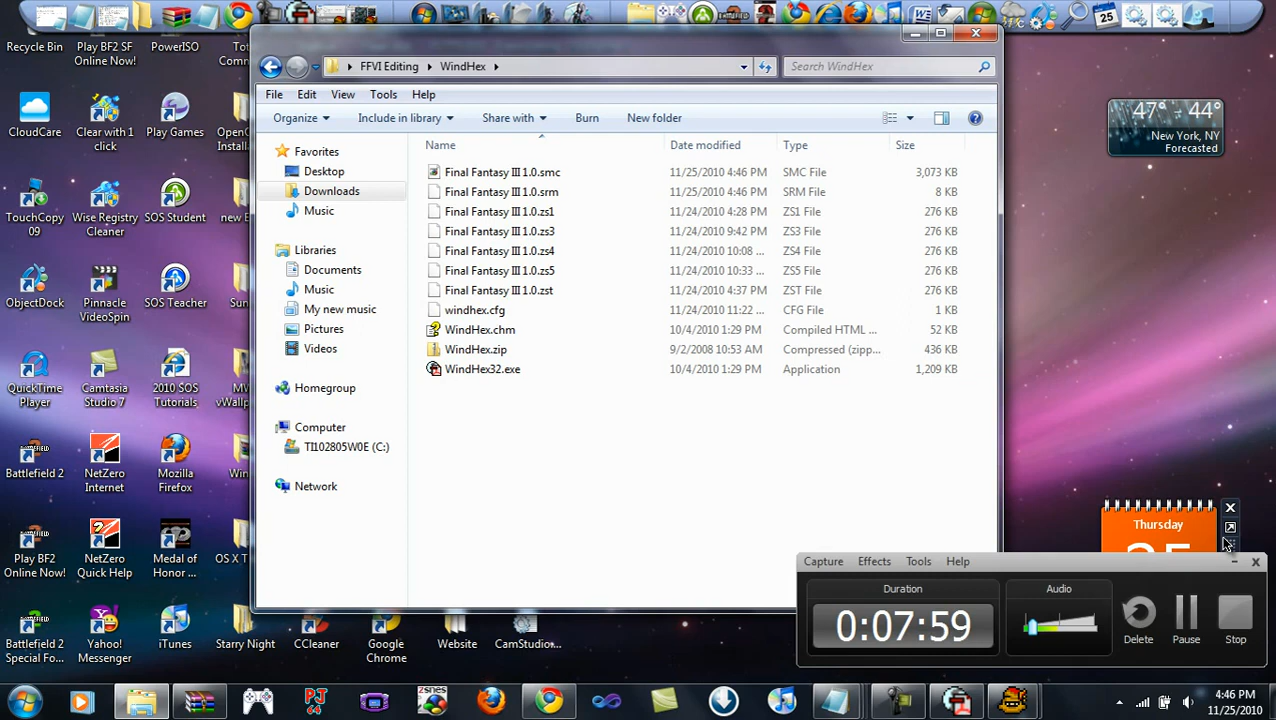 Recycle Bin
Play BF2 SF
Online Now!
PowerISO
CloudCare
Clear with 1
click
Play Games
TouchCopy
09
Wise Registry
Cleaner
SOS Student
ObjectDock
Pinnacle
VideoSpin
SOS Teacher
QuickTime
Player
Camtasia
Studio 7
2010 SOS
Tutorials
Battlefield 2
NetZero
Internet
Mozilla
Firefox
Play BF2
Online Now!
NetZero
Quick Help
Medal of
Honor ...
Battlefield 2
Special Fo...
Yahoo!
Messenger
iTunes
Starry Night
CCleaner
Google
Chrome
Website
CamStudio...
FFVI Editing
WindHex
Search WindHex
File Edit View Tools Help
Organize Include in library Share with Burn New folder
Favorites
Desktop
Downloads
Music
Libraries
Documents
Music
My new music
Pictures
Videos
Homegroup
Computer
TI102805W0E (C:)
Network
Name Date modified Type Size
Final Fantasy III 1.0.smc 11/25/2010 4:46 PM SMC File 3,073 KB
Final Fantasy III 1.0.srm 11/25/2010 4:46 PM SRM File 8 KB
Final Fantasy III 1.0.zs1 11/24/2010 4:28 PM ZS1 File 276 KB
Final Fantasy III 1.0.zs3 11/24/2010 9:42 PM ZS3 File 276 KB
Final Fantasy III 1.0.zs4 11/24/2010 10:08 ... ZS4 File 276 KB
Final Fantasy III 1.0.zs5 11/24/2010 10:33 ... ZS5 File 276 KB
Final Fantasy III 1.0.zst 11/24/2010 4:37 PM ZST File 276 KB
windhex.cfg 11/24/2010 11:22 ... CFG File 1 KB
WindHex.chm 10/4/2010 1:29 PM Compiled HTML ... 52 KB
WindHex.zip 9/2/2008 10:53 AM Compressed (zipp... 436 KB
WindHex32.exe 10/4/2010 1:29 PM Application 1,209 KB
25
47° 44°
New York, NY
Forecasted
Thursday
Capture Effects Tools Help
Duration
0:07:59
Audio
Delete
Pause
Stop
4:46 PM
11/25/2010